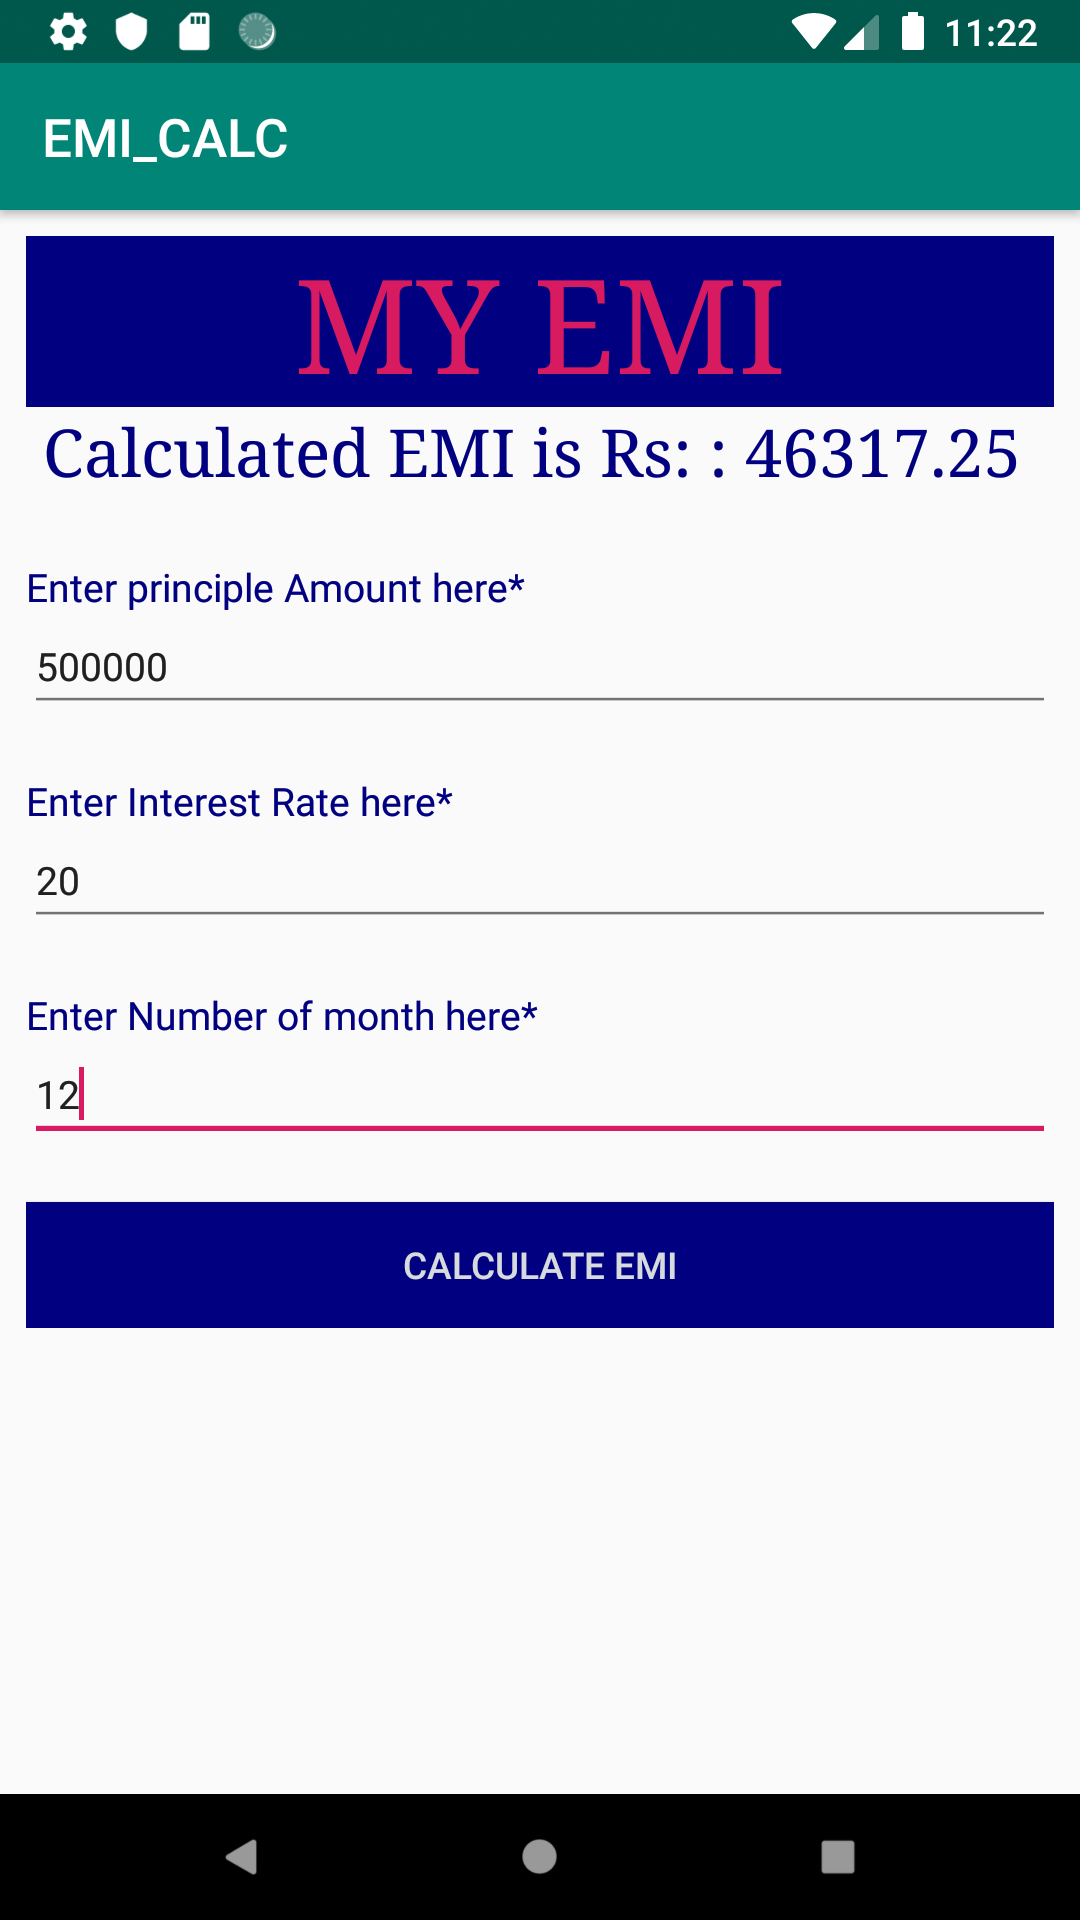 11:22
EMI_CALC
MY EMI
Calculated EMI is Rs: : 46317.25
Enter principle Amount here*
500000
Enter Interest Rate here*
20
Enter Number of month here*
12
CALCULATE EMI